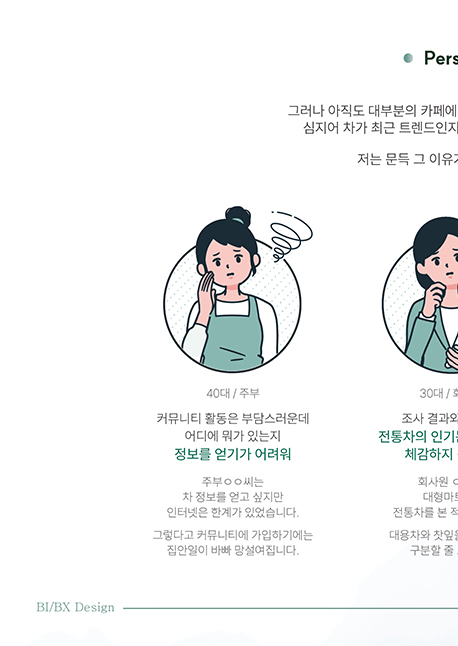 Pers
그러나 아직도 대부분의 카페에
심지어 차가 최근 트렌드인지
저는 문득 그 이유
40대 / 주부
커뮤니티 활동은 부담스러운데
어디에 뭐가 있는지
정보를 얻기가 어려워
주부ㅇㅇ씨는
차 정보를 얻고 싶지만
인터넷은 한계가 있었습니다.
그렇다고 커뮤니티에 가입하기에는
집안일이 바빠 망설여집니다.
30대 / 회
조사 결과와
전통차의 인기
체감하지
회사원 ㅇ
대형마트
전통차를 본 적
대용차와 찻잎을
구분할 줄
BI/BX Design